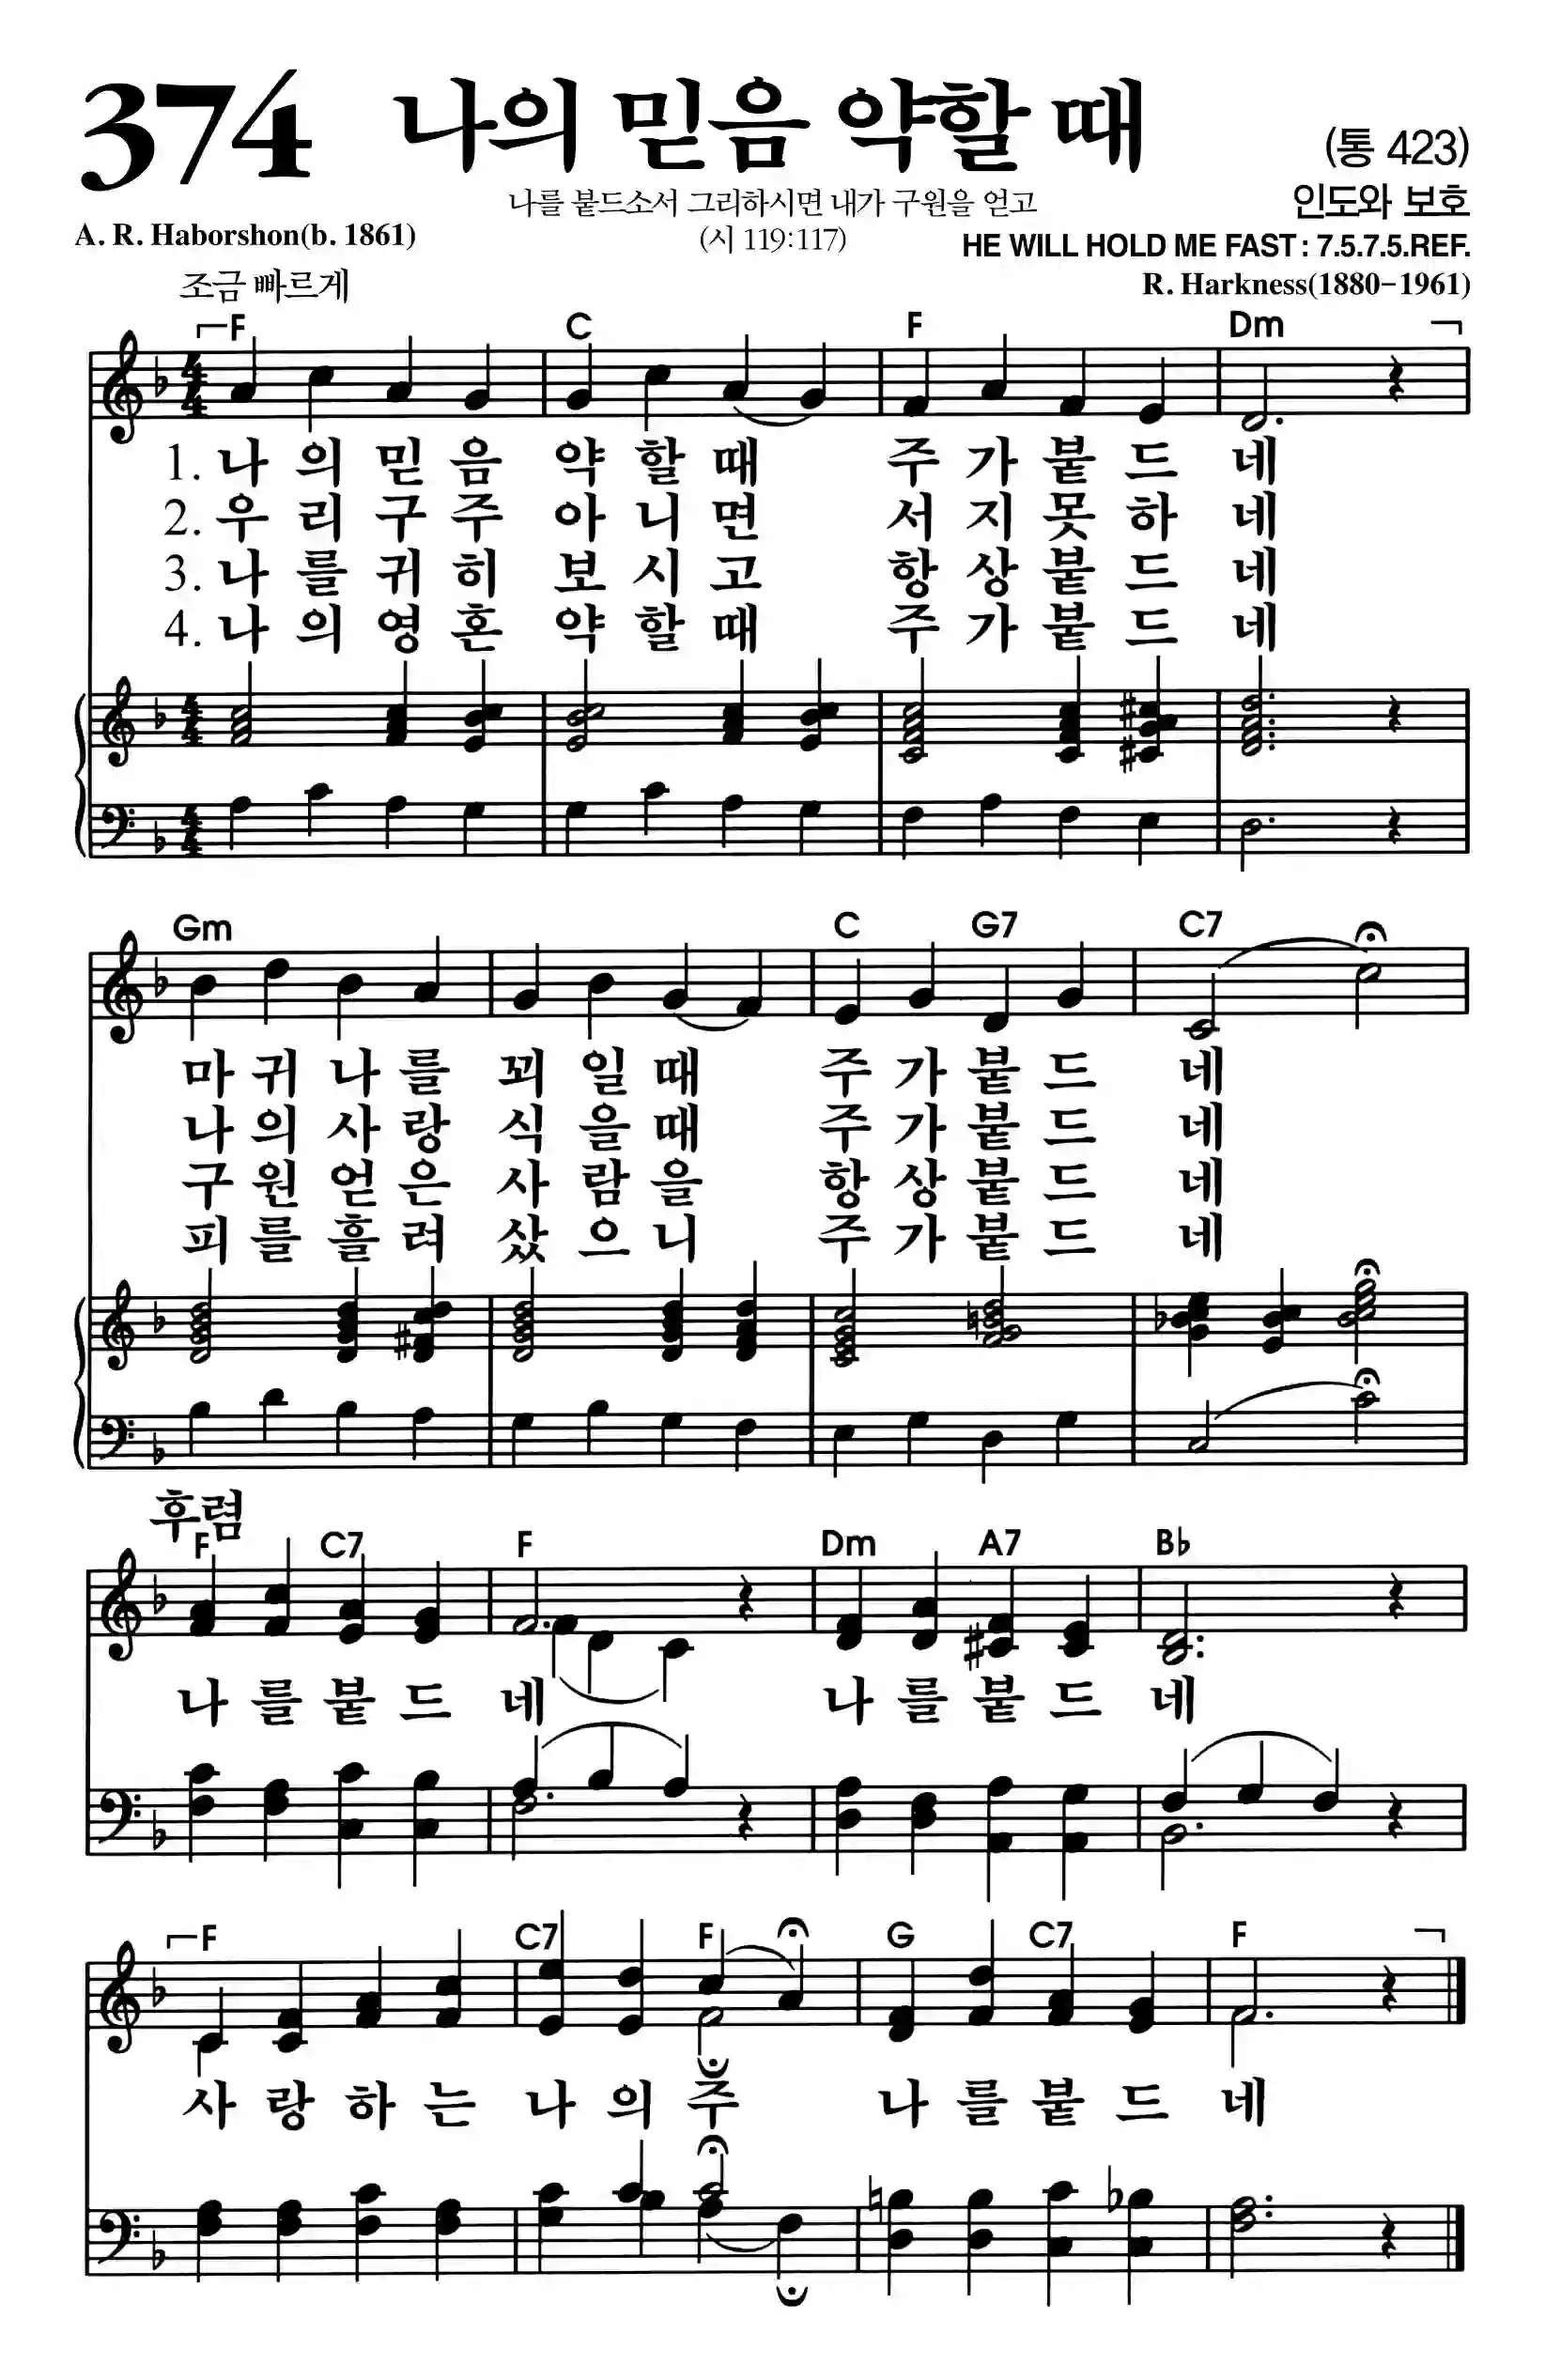 374 나의 믿음 약할 때 (통 423)
나를 붙드소서 그리하시면 내가 구원을 얻고 인도와 보호
A. R. Haborshon(b. 1861) (시 119:117) HE WILL HOLD ME FAST : 7.5.7.5.REF.
조금 빠르게 R. Harkness(1880-1961)
F C F Dm
1. 나 의 믿 음 약 할 때 주 가 붙 드 네
2. 우 리 구 주 아 니 면 서 지 못 하 네
3. 나 를 귀 히 보 시 고 항 상 붙 드 네
4. 나 의 영 혼 약 할 때 주 가 붙 드 네
Gm C G7 C7
마 귀 나 를 꾀 일 때 주 가 붙 드 네
나 의 사 랑 식 을 때 주 가 붙 드 네
구 원 얻 은 사 람 을 항 상 붙 드 네
피 를 흘 려 샀 으 니 주 가 붙 드 네
후렴
F C7 F Dm A7 B♭
나 를 붙 드 네 나 를 붙 드 네
F C7 F G C7 F
사 랑 하 는 나 의 주 나 를 붙 드 네